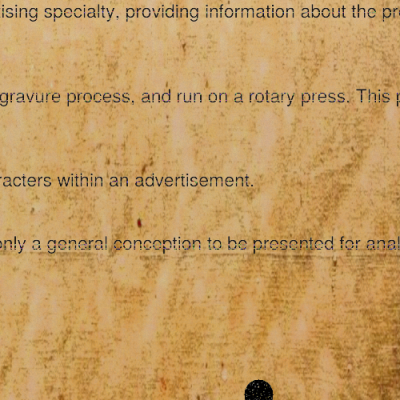 ising specialty, providing information about the pr
gravure process, and run on a rotary press. This p
racters within an advertisement.
only a general conception to be presented for anal